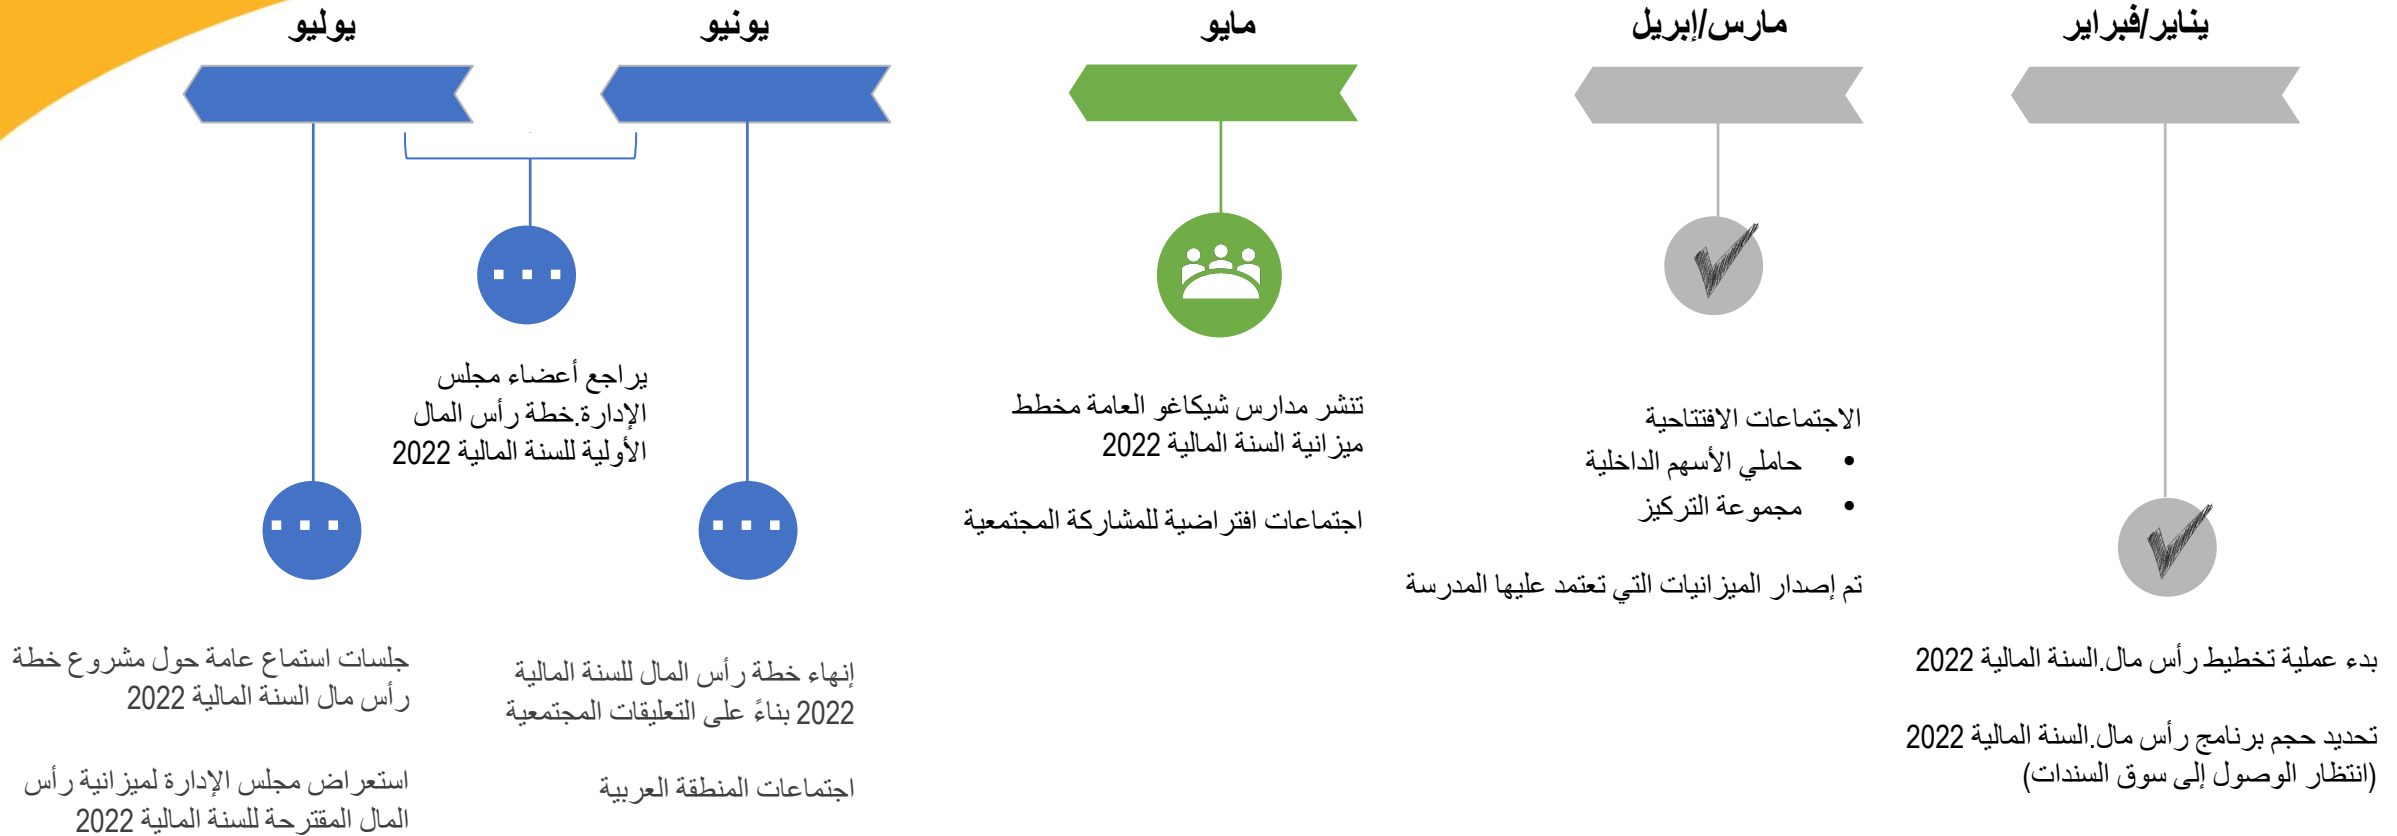 يناير/فبراير
مارس/إبريل
مايو
يونيو
يوليو
بدء عملية تخطيط رأس مال.السنة المالية 2022
تحديد حجم برنامج رأس مال.السنة المالية 2022
(انتظار الوصول إلى سوق السندات)
الاجتماعات الافتتاحية
• حاملي الأسهم الداخلية
• مجموعة التركيز
تم إصدار الميزانيات التي تعتمد عليها المدرسة
تنشر مدارس شيكاغو العامة مخطط
ميزانية السنة المالية 2022
اجتماعات افتراضية للمشاركة المجتمعية
يراجع أعضاء مجلس
الإدارة.خطة رأس المال
الأولية للسنة المالية 2022
إنهاء خطة رأس المال للسنة المالية
2022 بناءً على التعليقات المجتمعية
اجتماعات المنطقة العربية
جلسات استماع عامة حول مشروع خطة
رأس مال السنة المالية 2022
استعراض مجلس الإدارة لميزانية رأس
المال المقترحة للسنة المالية 2022